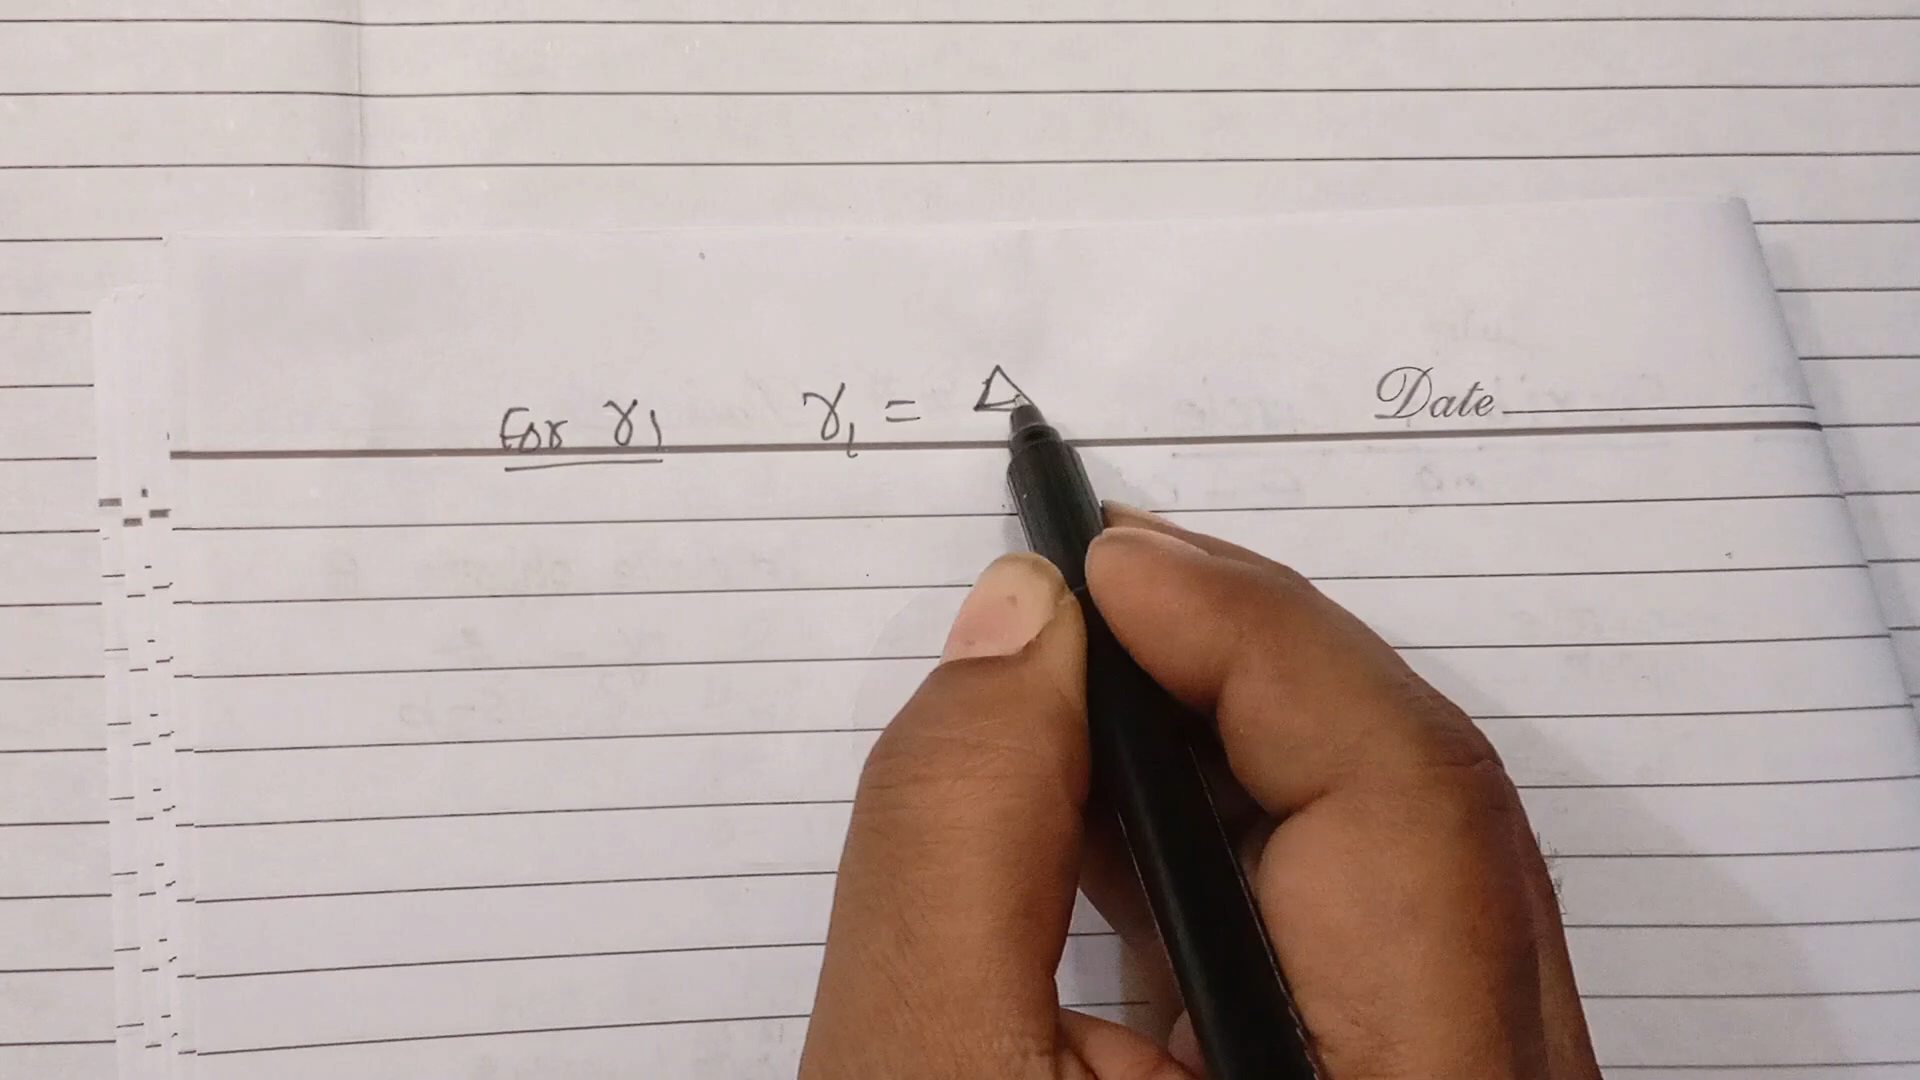 For r1 r1 = Δ
Date